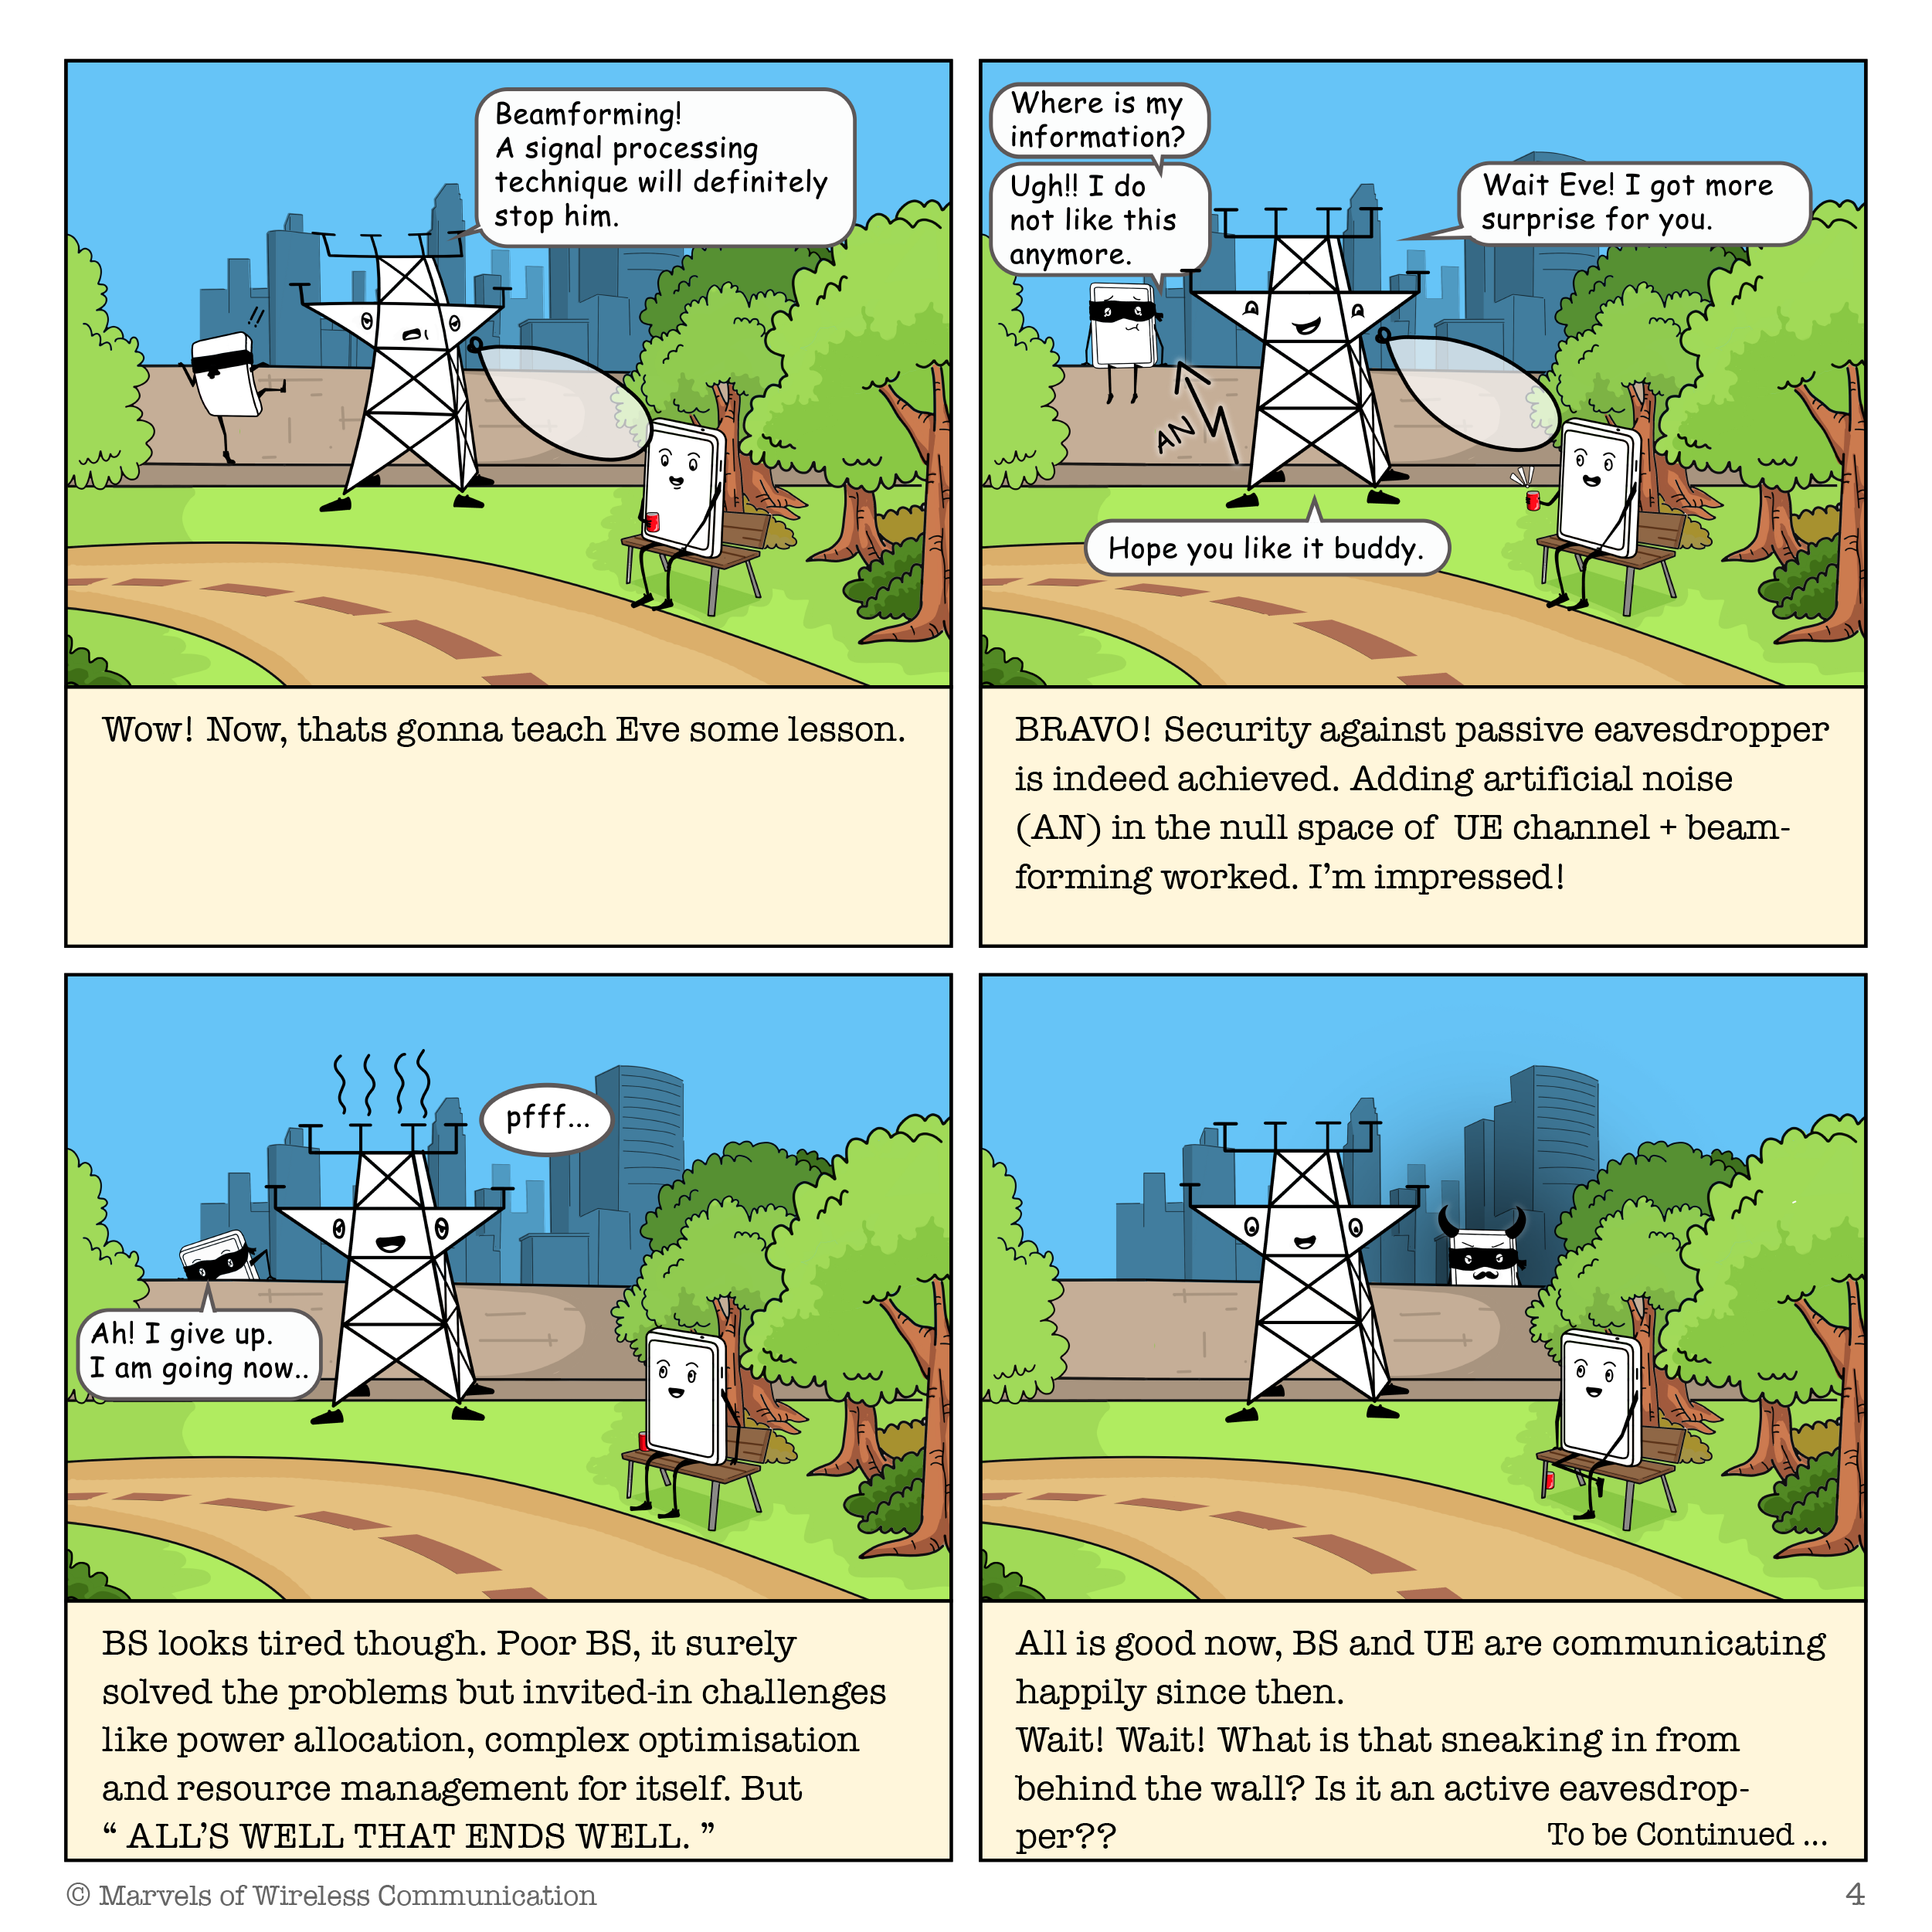 Beamforming!
A signal processing
technique will definitely
stop him.
Wow! Now, thats gonna teach Eve some lesson.
Where is my
information?
Ugh!! I do
not like this
anymore.
Wait Eve! I got more
surprise for you.
AN
Hope you like it buddy.
BRAVO! Security against passive eavesdropper
is indeed achieved. Adding artificial noise
(AN) in the null space of UE channel + beam-
forming worked. I'm impressed!
pfff...
Ah! I give up.
I am going now..
BS looks tired though. Poor BS, it surely
solved the problems but invited-in challenges
like power allocation, complex optimisation
and resource management for itself. But
“ ALL'S WELL THAT ENDS WELL. ”
All is good now, BS and UE are communicating
happily since then.
Wait! Wait! What is that sneaking in from
behind the wall? Is it an active eavesdrop-
per??
To be Continued ...
© Marvels of Wireless Communication
4